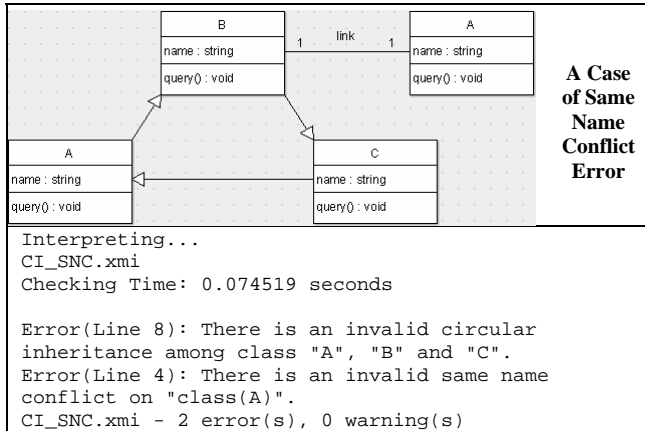 B
name : string
query() : void
1 link 1
A
name : string
query() : void
A Case
of Same
Name
Conflict
Error
A
name : string
query() : void
C
name : string
query() : void
Interpreting...
CI_SNC.xmi
Checking Time: 0.074519 seconds
Error(Line 8): There is an invalid circular
inheritance among class "A", "B" and "C".
Error(Line 4): There is an invalid same name
conflict on "class(A)".
CI_SNC.xmi - 2 error(s), 0 warning(s)